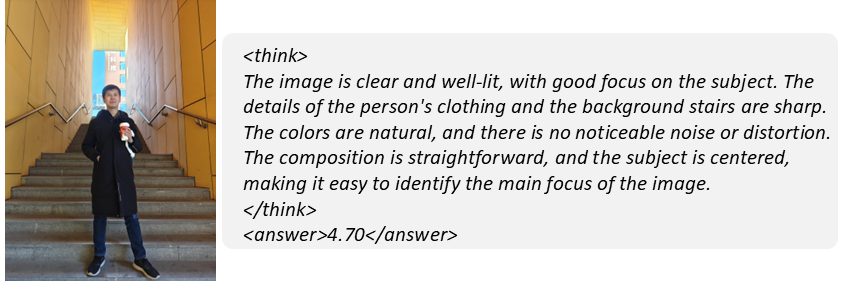 <think>
The image is clear and well-lit, with good focus on the subject. The
details of the person's clothing and the background stairs are sharp.
The colors are natural, and there is no noticeable noise or distortion.
The composition is straightforward, and the subject is centered,
making it easy to identify the main focus of the image.
</think>
<answer>4.70</answer>